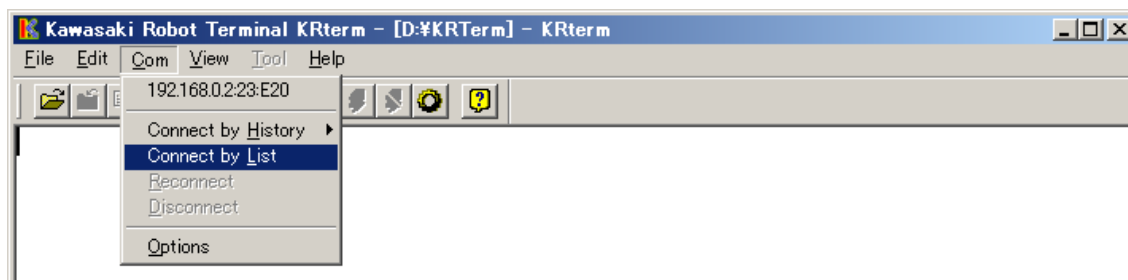 Kawasaki Robot Terminal KRterm - [D:¥KRTerm] - KRterm
File Edit Com View Tool Help
192.168.0.2:23:E20
Connect by History
Connect by List
Reconnect
Disconnect
Options